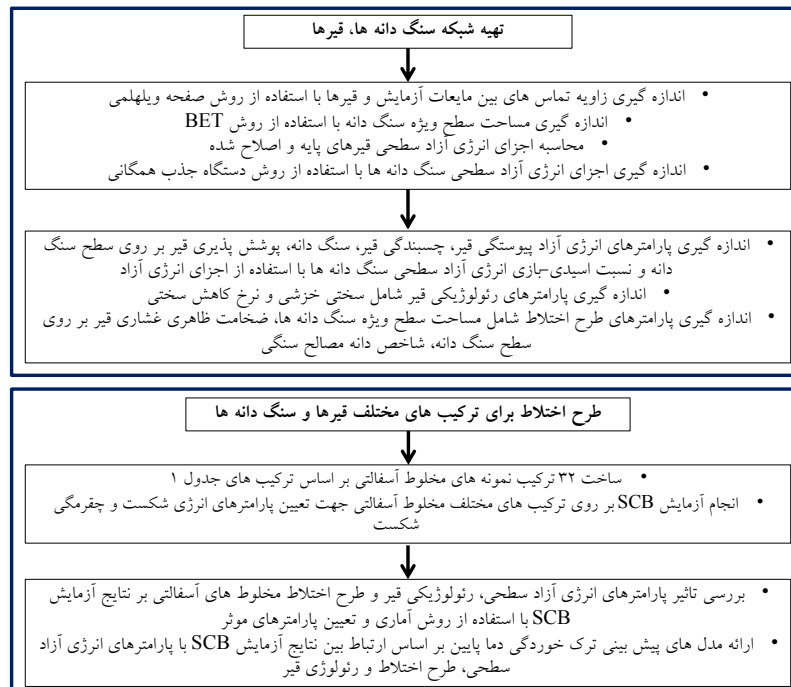 تهیه شبکه سنگ دانه ها، قیرها
• اندازه گیری زاویه تماس های بین مایعات آزمایش و قیرها با استفاده از روش صفحه ویلهلمی
• اندازه گیری مساحت سطح ویژه سنگ دانه با استفاده از روش BET
• محاسبه اجزای انرژی آزاد سطحی قیرهای پایه و اصلاح شده
• اندازه گیری اجزای انرژی آزاد سطحی سنگ دانه ها با استفاده از روش دستگاه جذب همگانی
• اندازه گیری پارامترهای انرژی آزاد پیوستگی قیر، چسبندگی قیر، سنگ دانه، پوشش پذیری قیر بر روی سطح سنگ
دانه و نسبت اسیدی-بازی انرژی آزاد سطحی سنگ دانه ها با استفاده از اجزای انرژی آزاد
• اندازه گیری پارامترهای رئولوژیکی قیر شامل سختی خزشی و نرخ کاهش سختی
• اندازه گیری پارامترهای طرح اختلاط شامل مساحت سطح ویژه سنگ دانه ها، ضخامت ظاهری غشاری قیر بر روی
سطح سنگ دانه، شاخص دانه مصالح سنگی
طرح اختلاط برای ترکیب های مختلف قیرها و سنگ دانه ها
• ساخت ۳۲ ترکیب نمونه های مخلوط آسفالتی بر اساس ترکیب های جدول ۱
• انجام آزمایش SCB بر روی ترکیب های مختلف مخلوط آسفالتی جهت تعیین پارامترهای انرژی شکست و چقرمگی
شکست
• بررسی تاثیر پارامترهای انرژی آزاد سطحی، رئولوژیکی قیر و طرح اختلاط مخلوط های آسفالتی بر نتایج آزمایش
SCB با استفاده از روش آماری و تعیین پارامترهای موثر
• ارائه مدل های پیش بینی ترک خوردگی دما پایین بر اساس ارتباط بین نتایج آزمایش SCB با پارامترهای انرژی آزاد
سطحی، طرح اختلاط و رئولوژی قیر